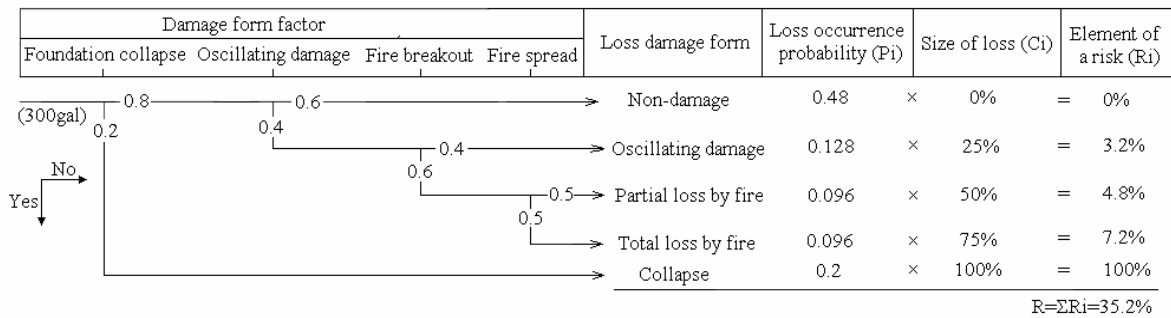 Damage form factor
Foundation collapse Oscillating damage Fire breakout Fire spread
Loss damage form
Loss occurrence
probability (Pi)
Size of loss (Ci)
Element of
a risk (Ri)
(300gal) 0.8 0.6 Non-damage 0.48 × 0% = 0%
0.2 0.4 0.4 Oscillating damage 0.128 × 25% = 3.2%
No
Yes
0.6 0.5 Partial loss by fire 0.096 × 50% = 4.8%
0.5 Total loss by fire 0.096 × 75% = 7.2%
Collapse 0.2 × 100% = 100%
R=ΣRi=35.2%